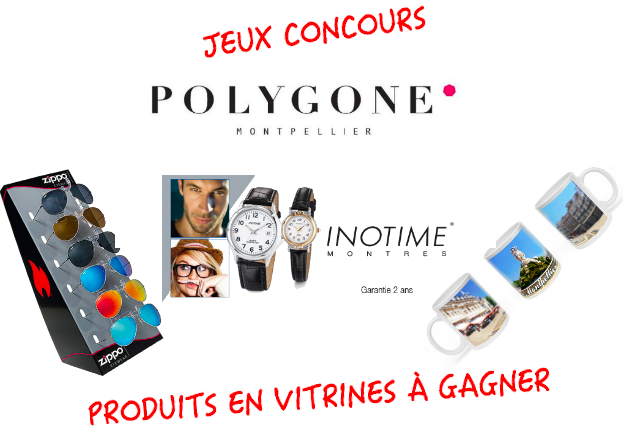 JEUX CONCOURS
POLYGONE
MONTPELLIER
zippo
INOTIME®
MONTRES
Garantie 2 ans
Montpellier
zippo
PRODUITS EN VITRINES À GAGNER